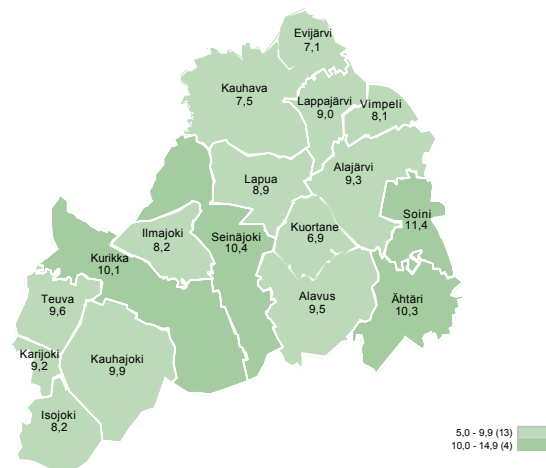 Evijärvi
7,1
Kauhava
7,5
Lappajärvi
9,0
Vimpeli
8,1
Lapua
8,9
Alajärvi
9,3
Soini
11,4
Ilmajoki
8,2
Seinäjoki
10,4
Kuortane
6,9
Kurikka
10,1
Teuva
9,6
Alavus
9,5
Ähtäri
10,3
Karijoki
9,2
Kauhajoki
9,9
Isojoki
8,2
5,0 - 9,9 (13)
10,0 - 14,9 (4)